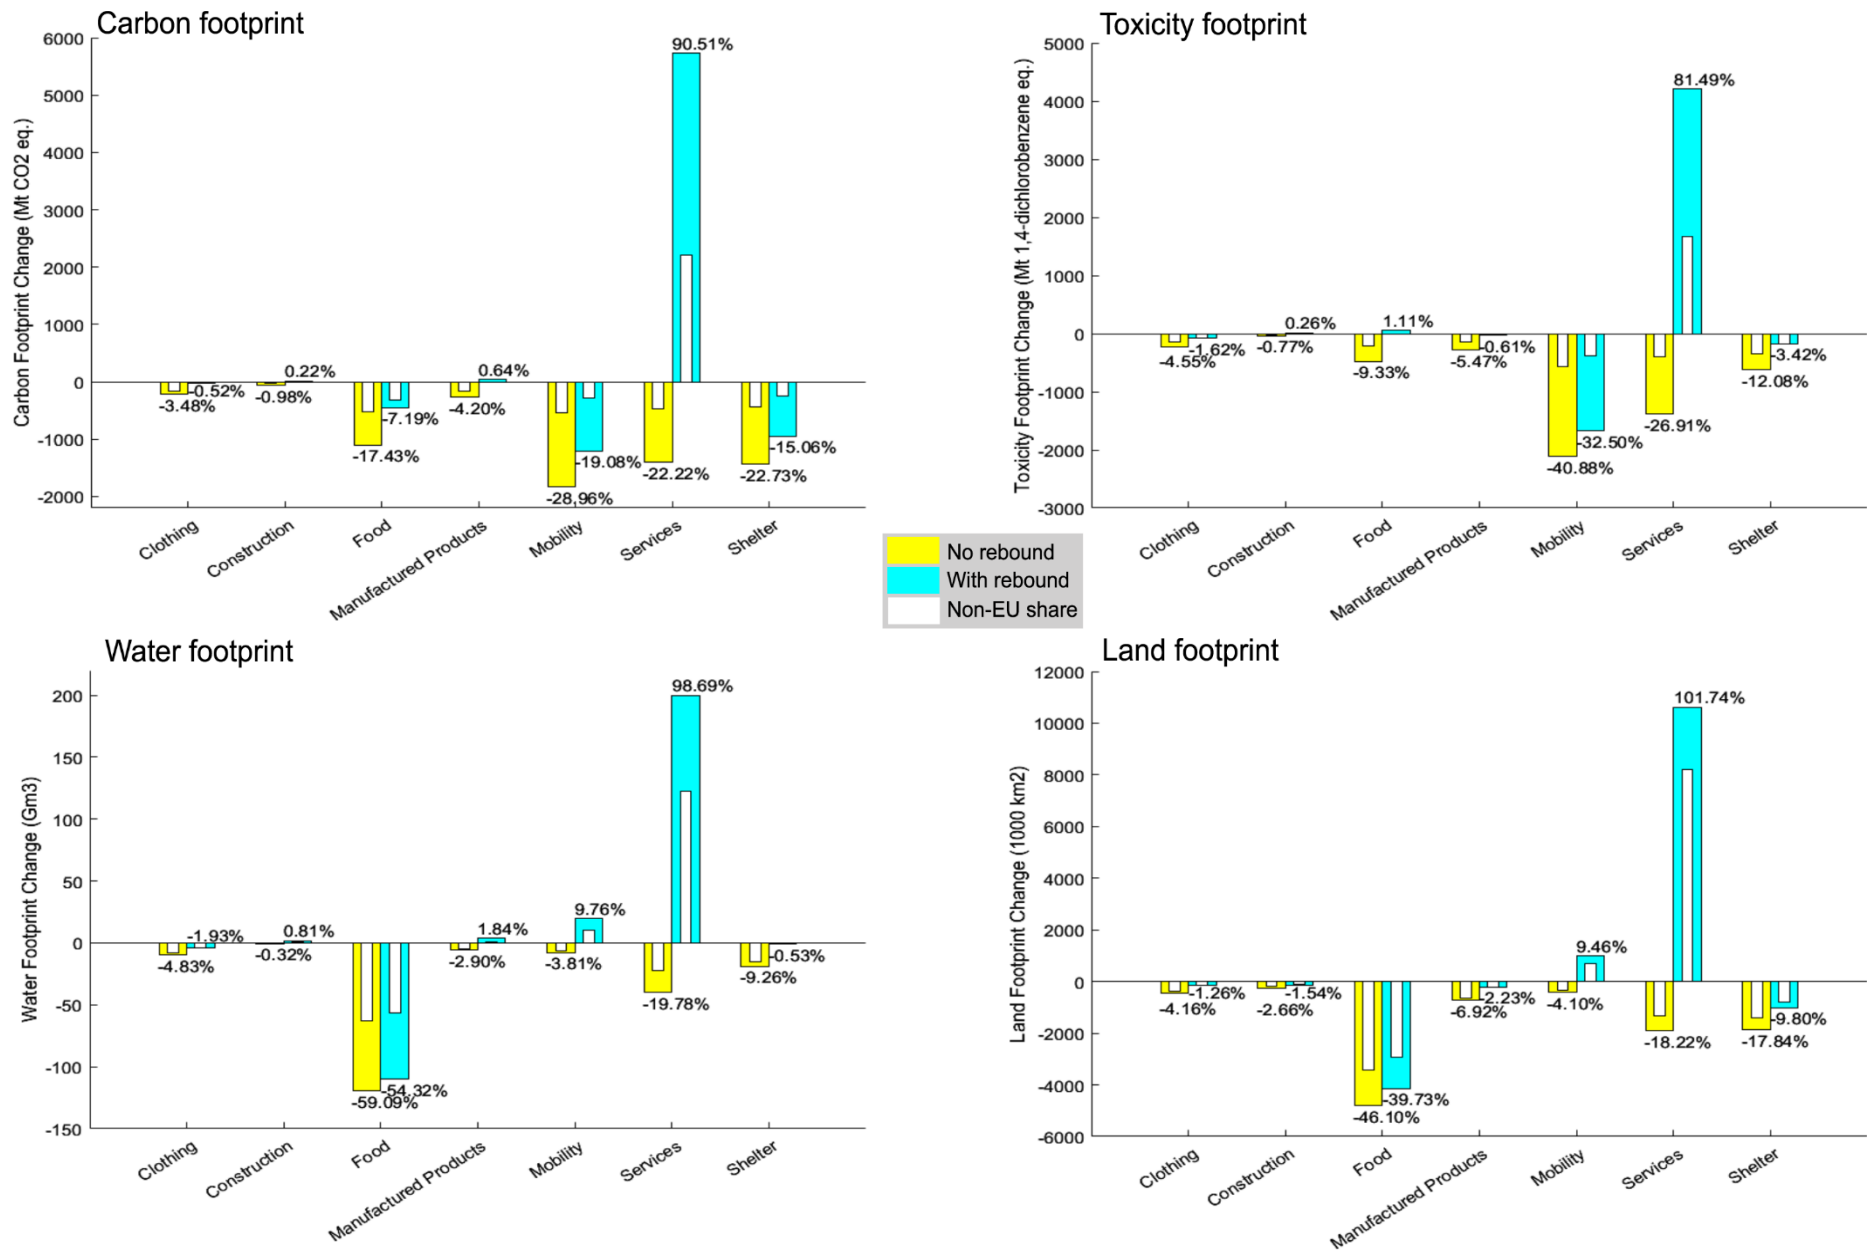 Carbon footprint
Carbon Footprint Change (Mt CO2 eq.)
6000
5000
4000
3000
2000
1000
0
-1000
-2000
-3.48%
-0.52%
-0.98%
0.22%
-17.43%
-7.19%
-4.20%
0.64%
-28.96%
-19.08%
-22.22%
90.51%
-22.73%
-15.06%
Clothing
Construction
Food
Manufactured Products
Mobility
Services
Shelter
Toxicity footprint
Toxicity Footprint Change (Mt 1,4-dichlorobenzene eq.)
5000
4000
3000
2000
1000
0
-1000
-2000
-3000
-4.55%
-1.62%
-0.77%
0.26%
-9.33%
1.11%
-5.47%
-0.61%
-40.88%
-32.50%
-26.91%
81.49%
-12.08%
-3.42%
Clothing
Construction
Food
Manufactured Products
Mobility
Services
Shelter
No rebound
With rebound
Non-EU share
Water footprint
Water Footprint Change (Gm3)
200
150
100
50
0
-50
-100
-150
-4.83%
-1.93%
-0.32%
0.81%
-59.09%
-54.32%
-2.90%
1.84%
-3.81%
9.76%
-19.78%
98.69%
-9.26%
-0.53%
Clothing
Construction
Food
Manufactured Products
Mobility
Services
Shelter
Land footprint
Land Footprint Change (1000 km2)
12000
10000
8000
6000
4000
2000
0
-2000
-4000
-6000
-4.16%
-1.26%
-2.66%
-1.54%
-46.10%
-39.73%
-6.92%
-2.23%
-4.10%
9.46%
-18.22%
101.74%
-17.84%
-9.80%
Clothing
Construction
Food
Manufactured Products
Mobility
Services
Shelter